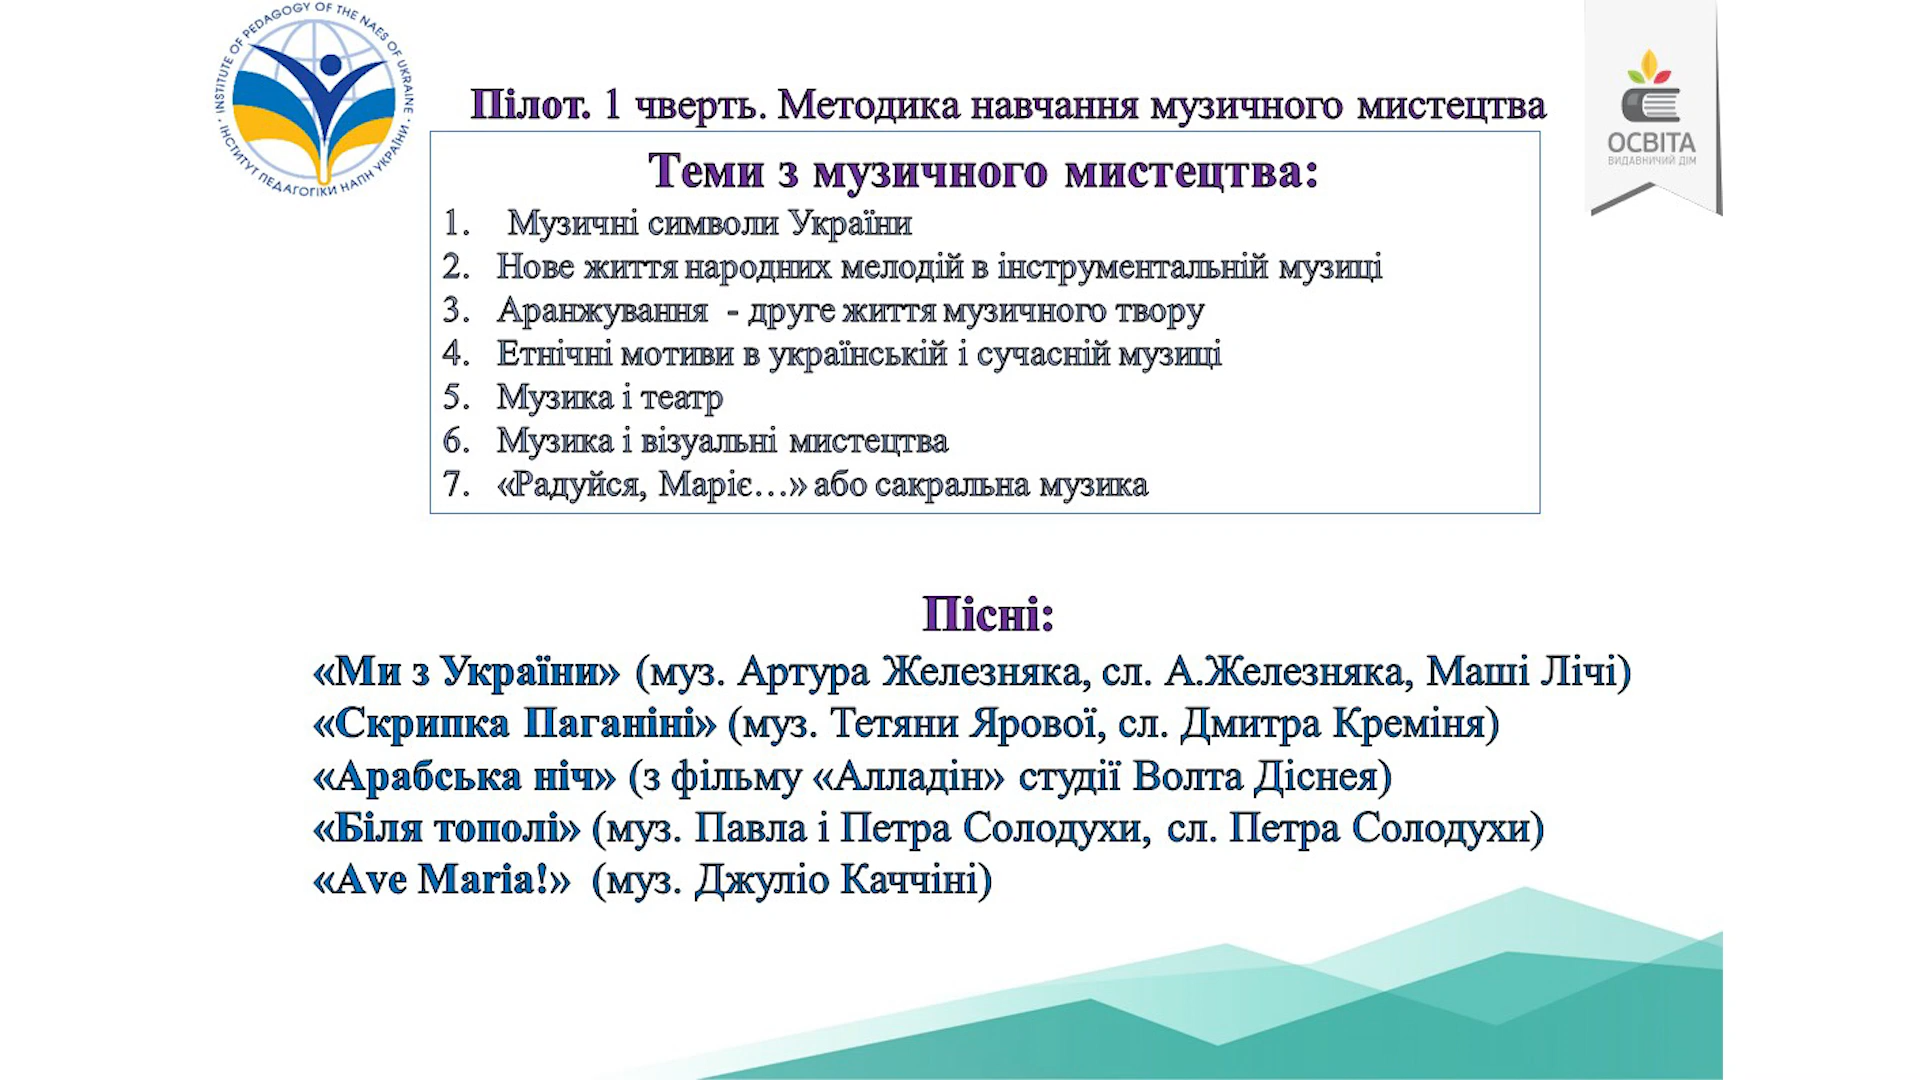 · INSTITUTE OF PEDAGOGY OF THE NAES OF UKRAINE ·
ІНСТИТУТ ПЕДАГОГІКИ НАПН УКРАЇНИ
ОСВІТА
ВИДАВНИЧИЙ ДІМ
Пілот. 1 чверть. Методика навчання музичного мистецтва
Теми з музичного мистецтва:
1. Музичні символи України
2. Нове життя народних мелодій в інструментальній музиці
3. Аранжування - друге життя музичного твору
4. Етнічні мотиви в українській і сучасній музиці
5. Музика і театр
6. Музика і візуальні мистецтва
7. «Радуйся, Маріє…» або сакральна музика
Пісні:
«Ми з України» (муз. Артура Железняка, сл. А.Железняка, Маші Лічі)
«Скрипка Паганіні» (муз. Тетяни Ярової, сл. Дмитра Креміня)
«Арабська ніч» (з фільму «Алладін» студії Волта Діснея)
«Біля тополі» (муз. Павла і Петра Солодухи, сл. Петра Солодухи)
«Ave Maria!» (муз. Джуліо Каччіні)